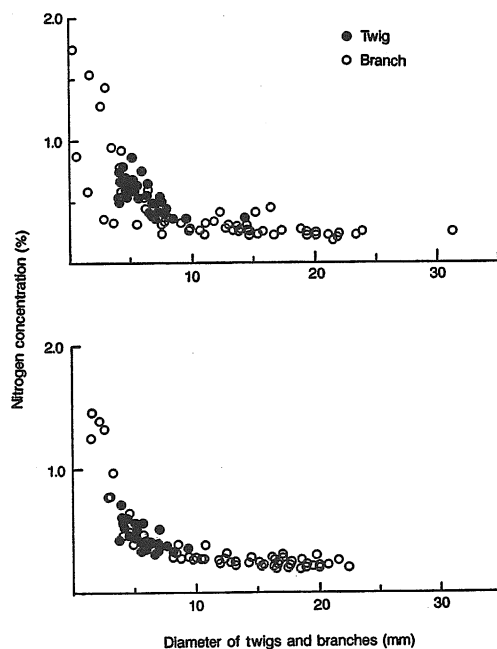 2.0
Twig
Branch
1.0
10
20
30
Nitrogen concentration (%)
2.0
1.0
10
20
30
Diameter of twigs and branches (mm)